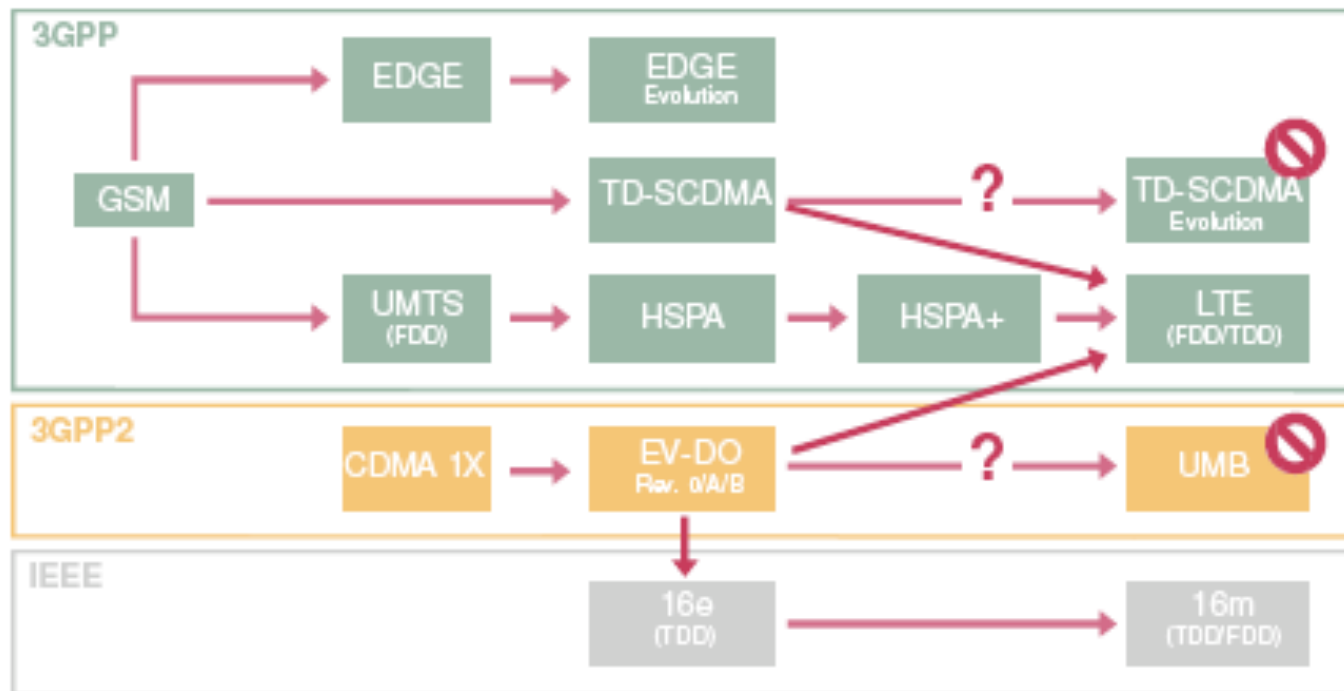 3GPP
EDGE
EDGE
Evolution
GSM
TD-SCDMA
?
TD-SCDMA
Evolution
UMTS
(FDD)
HSPA
HSPA+
LTE
(FDD/TDD)
3GPP2
CDMA 1X
EV-DO
Rev. 0/A/B
?
UMB
IEEE
16e
(TDD)
16m
(TDD/FDD)